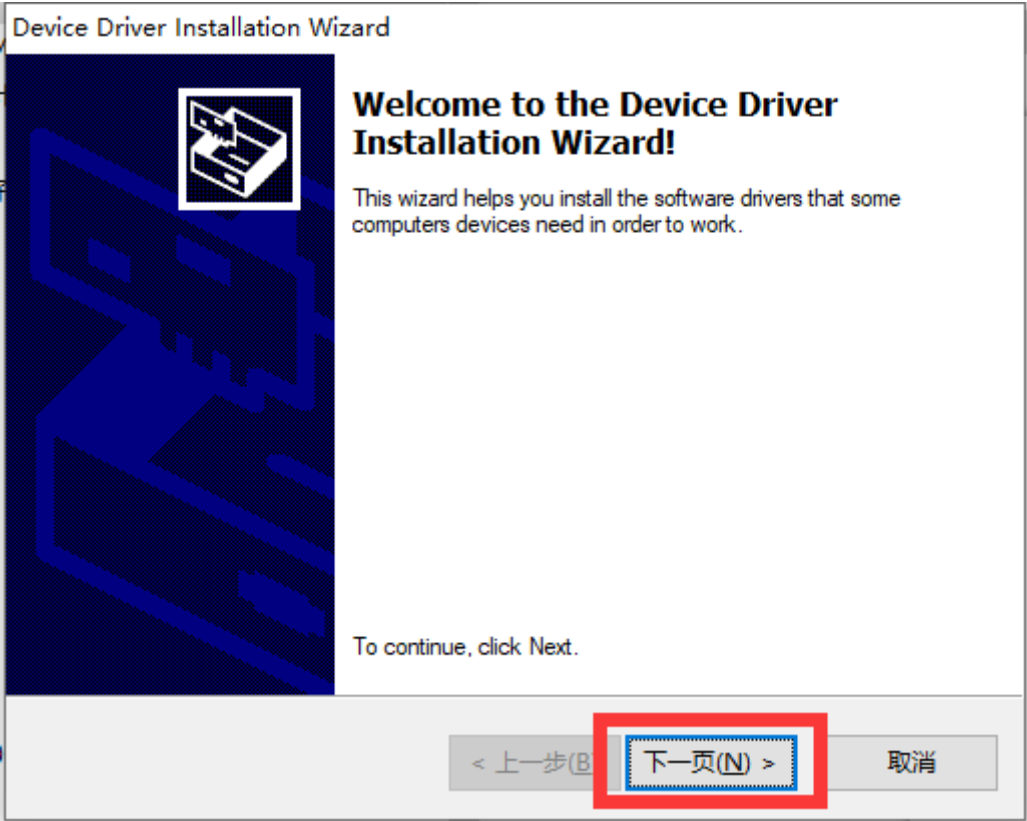 Device Driver Installation Wizard
Welcome to the Device Driver
Installation Wizard!
This wizard helps you install the software drivers that some
computers devices need in order to work.
To continue, click Next.
< 上一步(B 下一页(N) > 取消